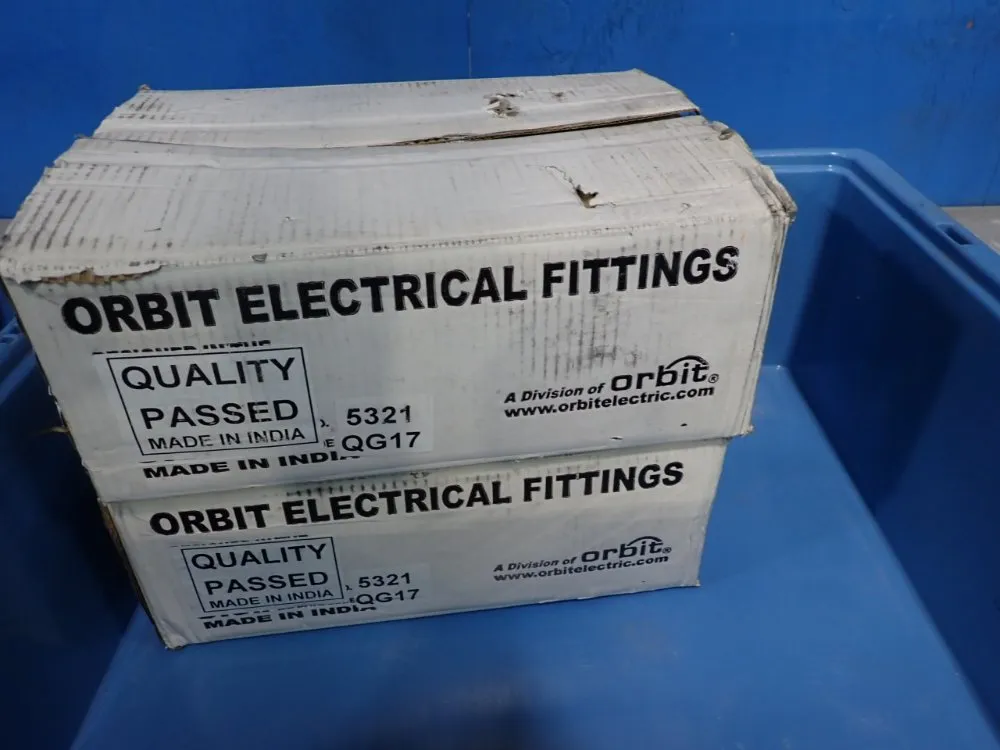 ORBIT ELECTRICAL FITTINGS
QUALITY
PASSED
MADE IN INDIA
5321
QG17
MADE IN INDIA
A Division of orbit®
www.orbitelectric.com
ORBIT ELECTRICAL FITTINGS
QUALITY
PASSED
MADE IN INDIA
5321
QG17
MADE IN INDIA
A Division of orbit®
www.orbitelectric.com